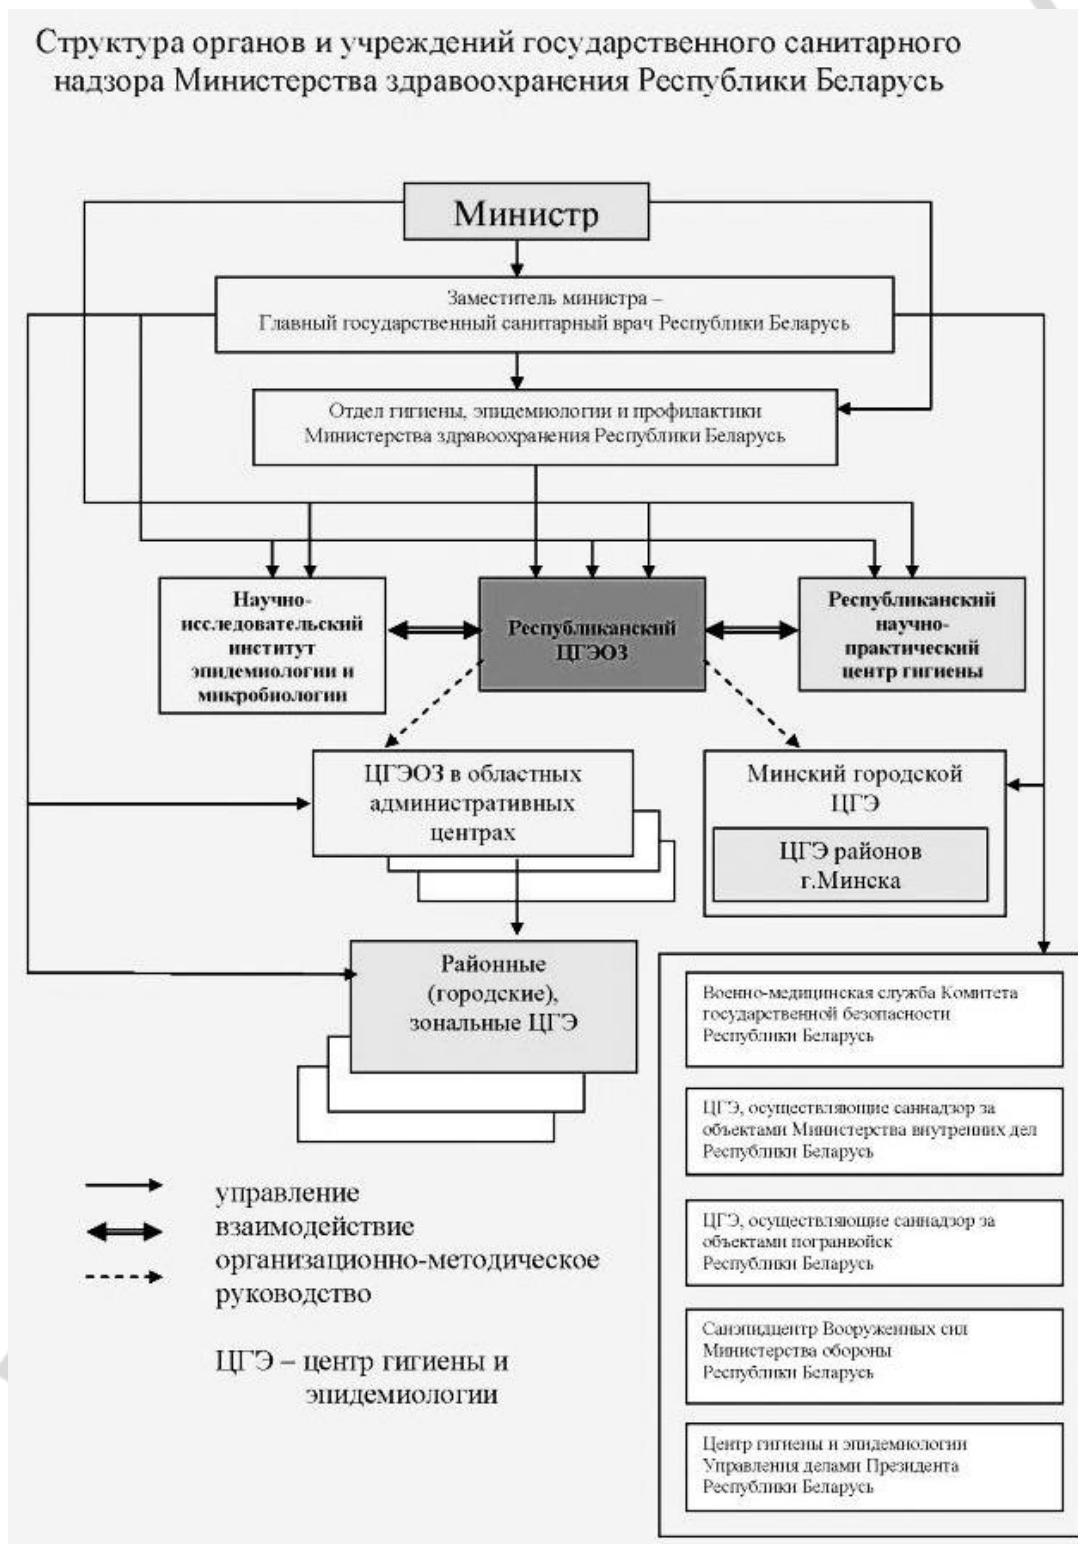 Структура органов и учреждений государственного санитарного
надзора Министерства здравоохранения Республики Беларусь
Министр
Заместитель министра –
Главный государственный санитарный врач Республики Беларусь
Отдел гигиены, эпидемиологии и профилактики
Министерства здравоохранения Республики Беларусь
Научно-
исследовательский
институт
эпидемиологии и
микробиологии
Республиканский
ЦГЭОЗ
Республиканский
научно-
практический
центр гигиены
ЦГЭОЗ в областных
административных
центрах
Минский городской
ЦГЭ
ЦГЭ районов
г.Минска
Районные
(городские),
зональные ЦГЭ
Военно-медицинская служба Комитета
государственной безопасности
Республики Беларусь
ЦГЭ, осуществляющие саннадзор за
объектами Министерства внутренних дел
Республики Беларусь
ЦГЭ, осуществляющие саннадзор за
объектами погранвойск
Республики Беларусь
Санэпидцентр Вооруженных сил
Министерства обороны
Республики Беларусь
Центр гигиены и эпидемиологии
Управления делами Президента
Республики Беларусь
управление
взаимодействие
организационно-методическое
руководство
ЦГЭ – центр гигиены и
эпидемиологии